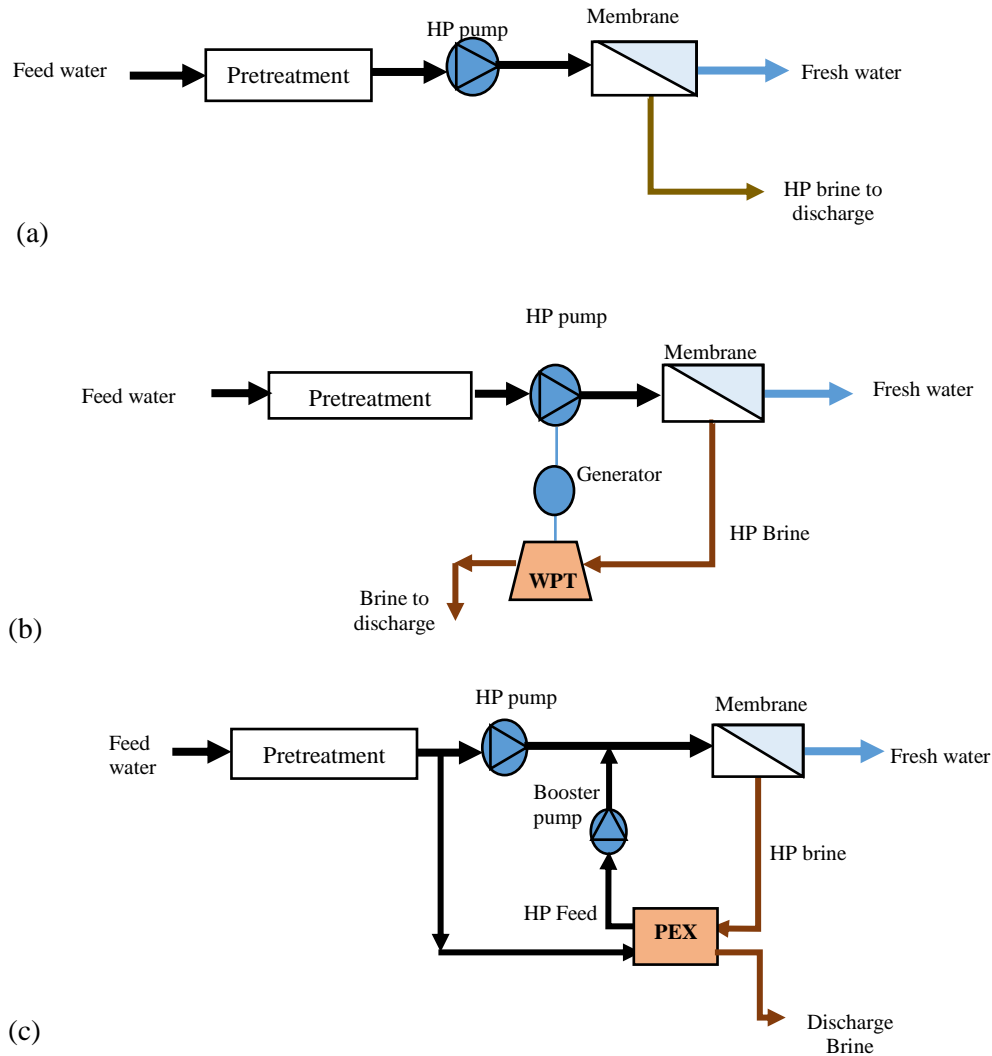 Membrane
HP pump
Feed water
Pretreatment
Fresh water
HP brine to
discharge
(a)
HP pump
Membrane
Feed water
Pretreatment
Fresh water
Generator
HP Brine
WPT
Brine to
discharge
(b)
HP pump
Membrane
Feed
water
Pretreatment
Fresh water
Booster
pump
HP brine
HP Feed
PEX
Discharge
Brine
(c)